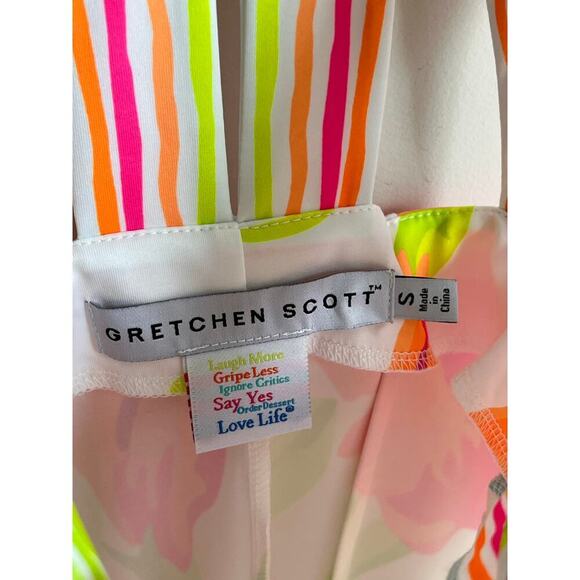 GRETCHEN SCOTT™
S
Made
in
China
Laugh More
Gripe Less
Ignore Critics
Say Yes
Order Dessert
Love Life®